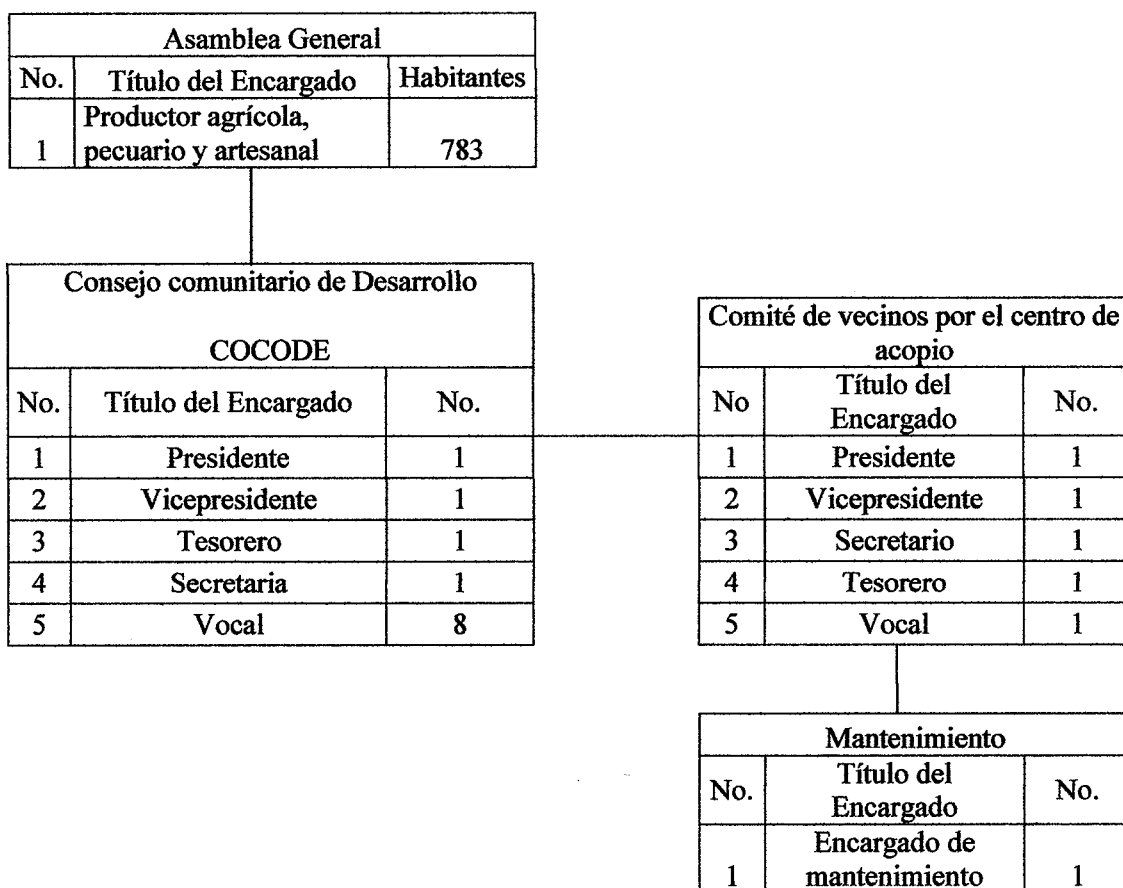 Asamblea General
No. Título del Encargado Habitantes
Productor agrícola,
1 pecuario y artesanal 783
Consejo comunitario de Desarrollo
COCODE
No. Título del Encargado No.
1 Presidente 1
2 Vicepresidente 1
3 Tesorero 1
4 Secretaria 1
5 Vocal 8
Comité de vecinos por el centro de
acopio
No Título del
Encargado No.
1 Presidente 1
2 Vicepresidente 1
3 Secretario 1
4 Tesorero 1
5 Vocal 1
Mantenimiento
No. Título del
Encargado No.
Encargado de
1 mantenimiento 1